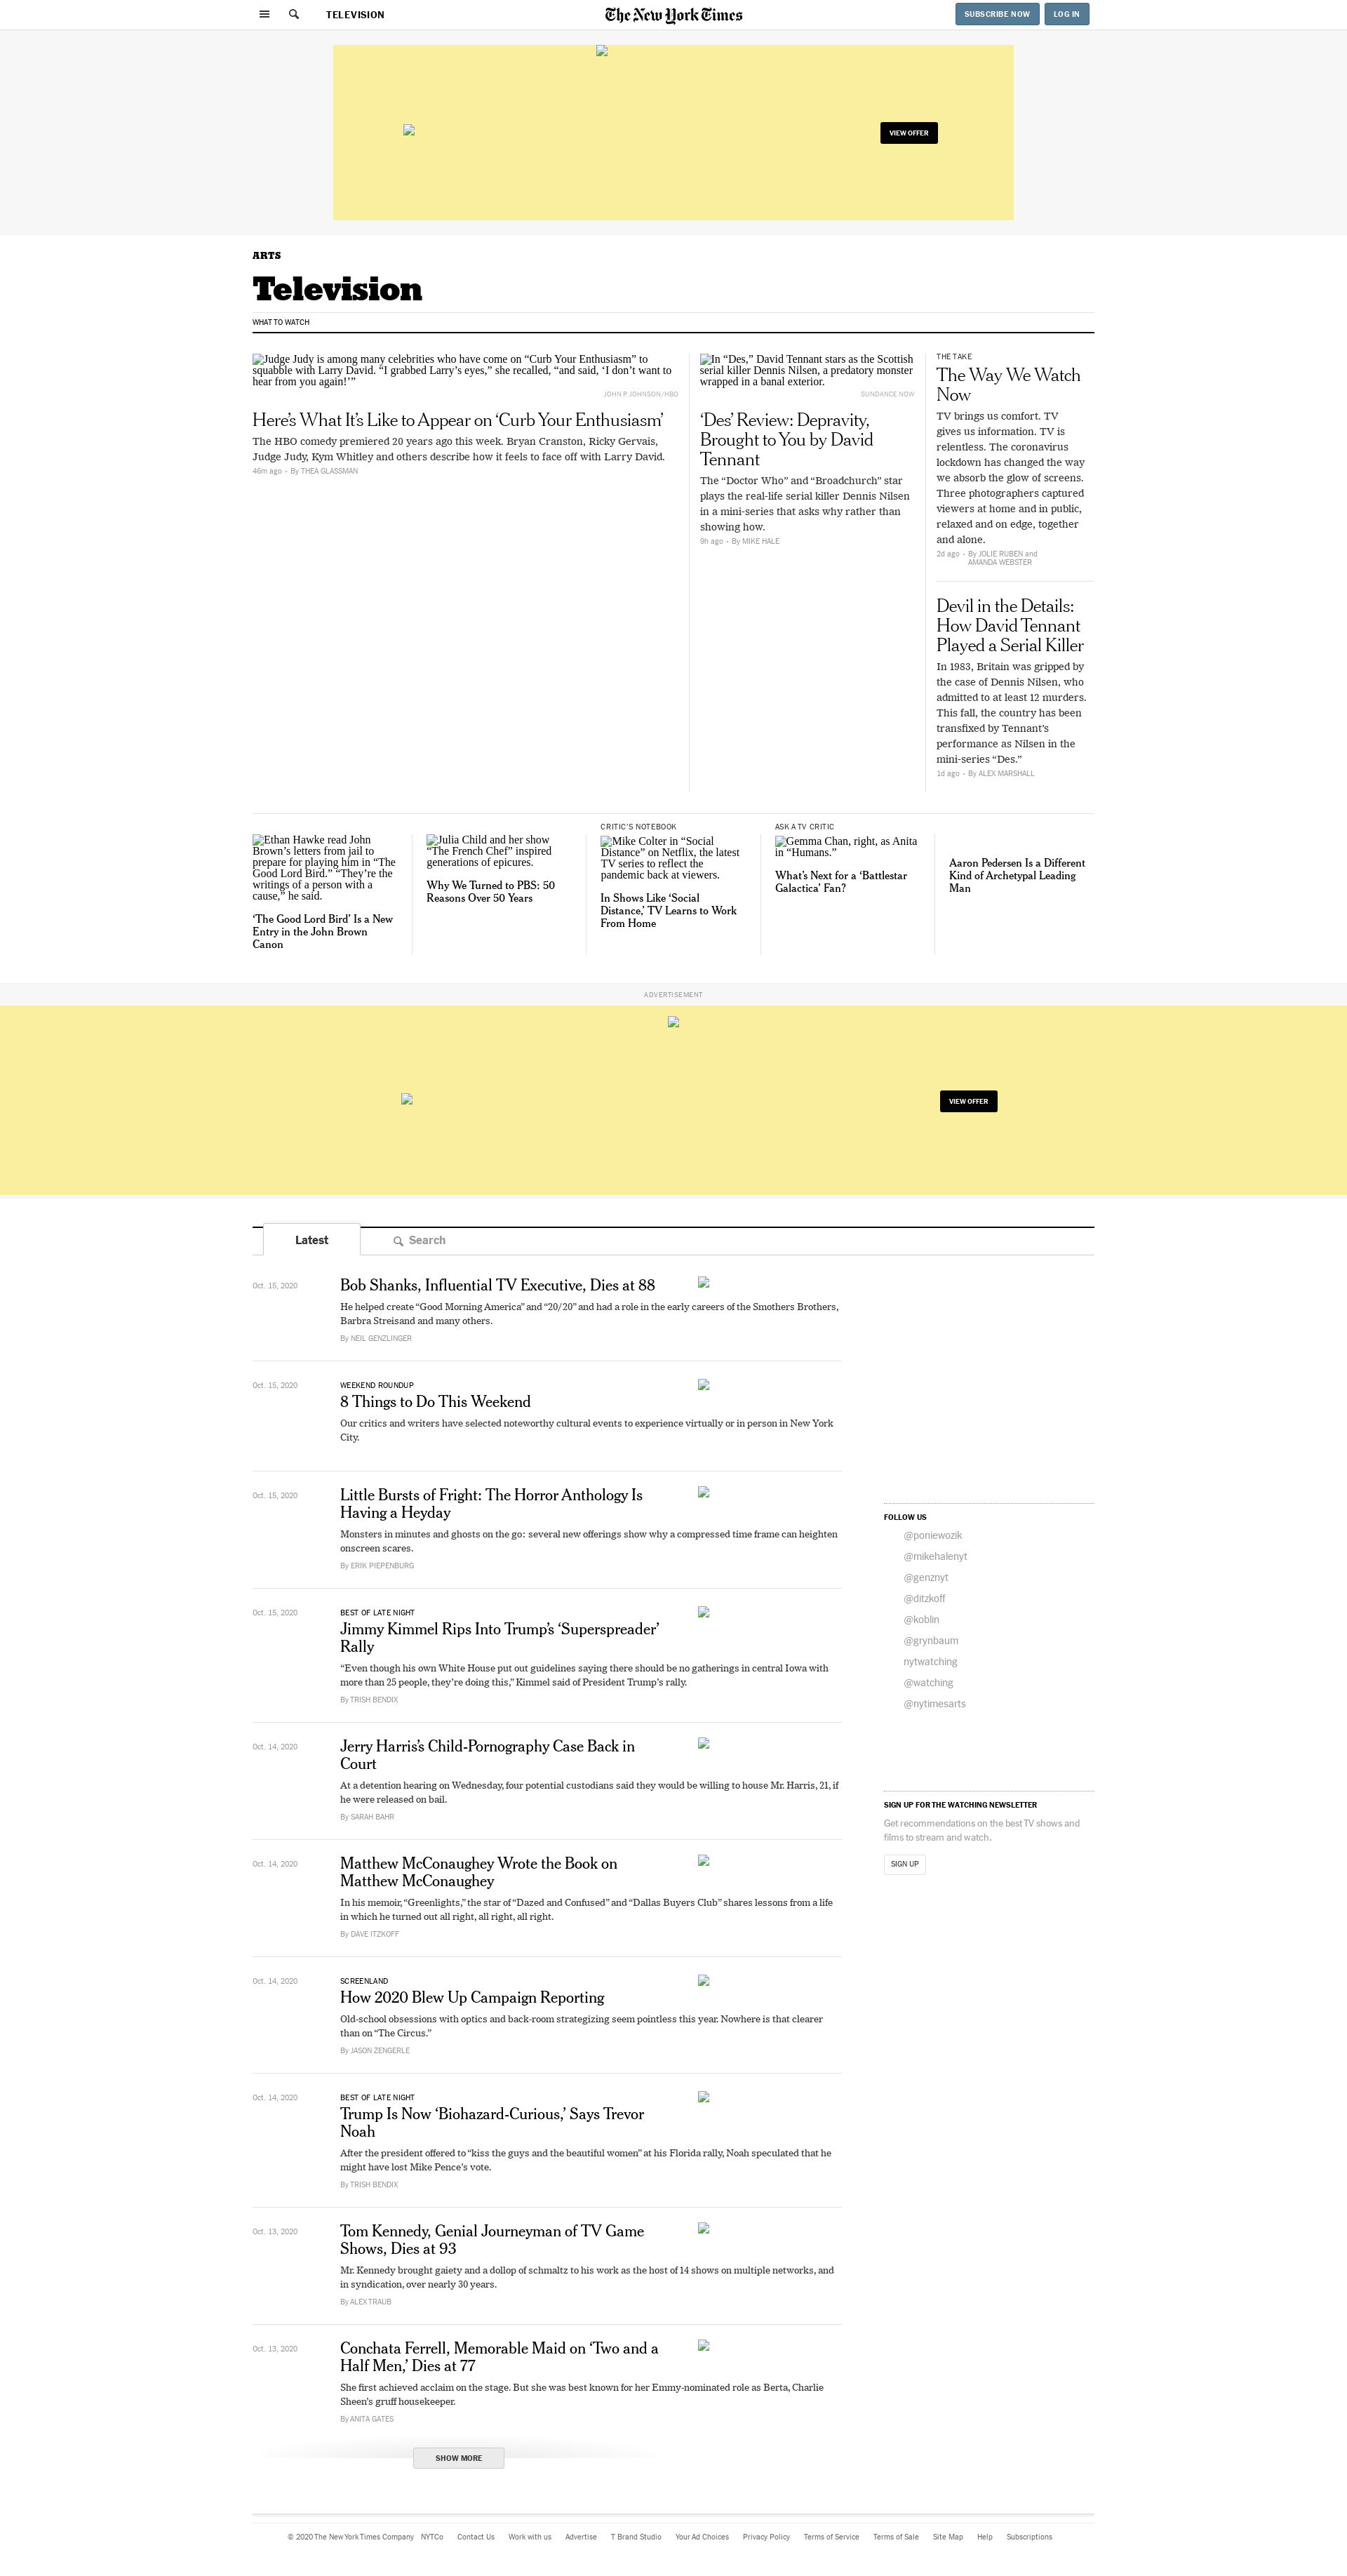 TELEVISION
The New York Times
SUBSCRIBE NOW
LOG IN
VIEW OFFER
ARTS
Television
WHAT TO WATCH
Judge Judy is among many celebrities who have come on “Curb Your Enthusiasm” to
squabble with Larry David. “I grabbed Larry’s eyes,” she recalled, “and said, ‘I don’t want to
hear from you again!’”
JOHN P. JOHNSON/HBO
Here’s What It’s Like to Appear on ‘Curb Your Enthusiasm’
The HBO comedy premiered 20 years ago this week. Bryan Cranston, Ricky Gervais,
Judge Judy, Kym Whitley and others describe how it feels to face off with Larry David.
46m ago • By THEA GLASSMAN
In “Des,” David Tennant stars as the Scottish
serial killer Dennis Nilsen, a predatory monster
wrapped in a banal exterior.
SUNDANCE NOW
‘Des’ Review: Depravity,
Brought to You by David
Tennant
The “Doctor Who” and “Broadchurch” star
plays the real-life serial killer Dennis Nilsen
in a mini-series that asks why rather than
showing how.
9h ago • By MIKE HALE
THE TAKE
The Way We Watch
Now
TV brings us comfort. TV
gives us information. TV is
relentless. The coronavirus
lockdown has changed the way
we absorb the glow of screens.
Three photographers captured
viewers at home and in public,
relaxed and on edge, together
and alone.
2d ago • By JOLIE RUBEN and
AMANDA WEBSTER
Devil in the Details:
How David Tennant
Played a Serial Killer
In 1983, Britain was gripped by
the case of Dennis Nilsen, who
admitted to at least 12 murders.
This fall, the country has been
transfixed by Tennant’s
performance as Nilsen in the
mini-series “Des.”
1d ago • By ALEX MARSHALL
Ethan Hawke read John
Brown’s letters from jail to
prepare for playing him in “The
Good Lord Bird.” “They’re the
writings of a person with a
cause,” he said.
‘The Good Lord Bird’ Is a New
Entry in the John Brown
Canon
Julia Child and her show
“The French Chef” inspired
generations of epicures.
Why We Turned to PBS: 50
Reasons Over 50 Years
CRITIC’S NOTEBOOK
Mike Colter in “Social
Distance” on Netflix, the latest
TV series to reflect the
pandemic back at viewers.
In Shows Like ‘Social
Distance,’ TV Learns to Work
From Home
ASK A TV CRITIC
Gemma Chan, right, as Anita
in “Humans.”
What’s Next for a ‘Battlestar
Galactica’ Fan?
Aaron Pedersen Is a Different
Kind of Archetypal Leading
Man
ADVERTISEMENT
VIEW OFFER
Latest
Search
Oct. 15, 2020
Bob Shanks, Influential TV Executive, Dies at 88
He helped create “Good Morning America” and “20/20” and had a role in the early careers of the Smothers Brothers,
Barbra Streisand and many others.
By NEIL GENZLINGER
Oct. 15, 2020
WEEKEND ROUNDUP
8 Things to Do This Weekend
Our critics and writers have selected noteworthy cultural events to experience virtually or in person in New York
City.
Oct. 15, 2020
Little Bursts of Fright: The Horror Anthology Is
Having a Heyday
Monsters in minutes and ghosts on the go: several new offerings show why a compressed time frame can heighten
onscreen scares.
By ERIK PIEPENBURG
Oct. 15, 2020
BEST OF LATE NIGHT
Jimmy Kimmel Rips Into Trump’s ‘Superspreader’
Rally
“Even though his own White House put out guidelines saying there should be no gatherings in central Iowa with
more than 25 people, they’re doing this,” Kimmel said of President Trump’s rally.
By TRISH BENDIX
Oct. 14, 2020
Jerry Harris’s Child-Pornography Case Back in
Court
At a detention hearing on Wednesday, four potential custodians said they would be willing to house Mr. Harris, 21, if
he were released on bail.
By SARAH BAHR
Oct. 14, 2020
Matthew McConaughey Wrote the Book on
Matthew McConaughey
In his memoir, “Greenlights,” the star of “Dazed and Confused” and “Dallas Buyers Club” shares lessons from a life
in which he turned out all right, all right, all right.
By DAVE ITZKOFF
Oct. 14, 2020
SCREENLAND
How 2020 Blew Up Campaign Reporting
Old-school obsessions with optics and back-room strategizing seem pointless this year. Nowhere is that clearer
than on “The Circus.”
By JASON ZENGERLE
Oct. 14, 2020
BEST OF LATE NIGHT
Trump Is Now ‘Biohazard-Curious,’ Says Trevor
Noah
After the president offered to “kiss the guys and the beautiful women” at his Florida rally, Noah speculated that he
might have lost Mike Pence’s vote.
By TRISH BENDIX
Oct. 13, 2020
Tom Kennedy, Genial Journeyman of TV Game
Shows, Dies at 93
Mr. Kennedy brought gaiety and a dollop of schmaltz to his work as the host of 14 shows on multiple networks, and
in syndication, over nearly 30 years.
By ALEX TRAUB
Oct. 13, 2020
Conchata Ferrell, Memorable Maid on ‘Two and a
Half Men,’ Dies at 77
She first achieved acclaim on the stage. But she was best known for her Emmy-nominated role as Berta, Charlie
Sheen’s gruff housekeeper.
By ANITA GATES
SHOW MORE
FOLLOW US
@poniewozik
@mikehalenyt
@genznyt
@ditzkoff
@koblin
@grynbaum
nytwatching
@watching
@nytimesarts
SIGN UP FOR THE WATCHING NEWSLETTER
Get recommendations on the best TV shows and
films to stream and watch.
SIGN UP
© 2020 The New York Times Company NYTCo Contact Us Work with us Advertise T Brand Studio Your Ad Choices Privacy Policy Terms of Service Terms of Sale Site Map Help Subscriptions